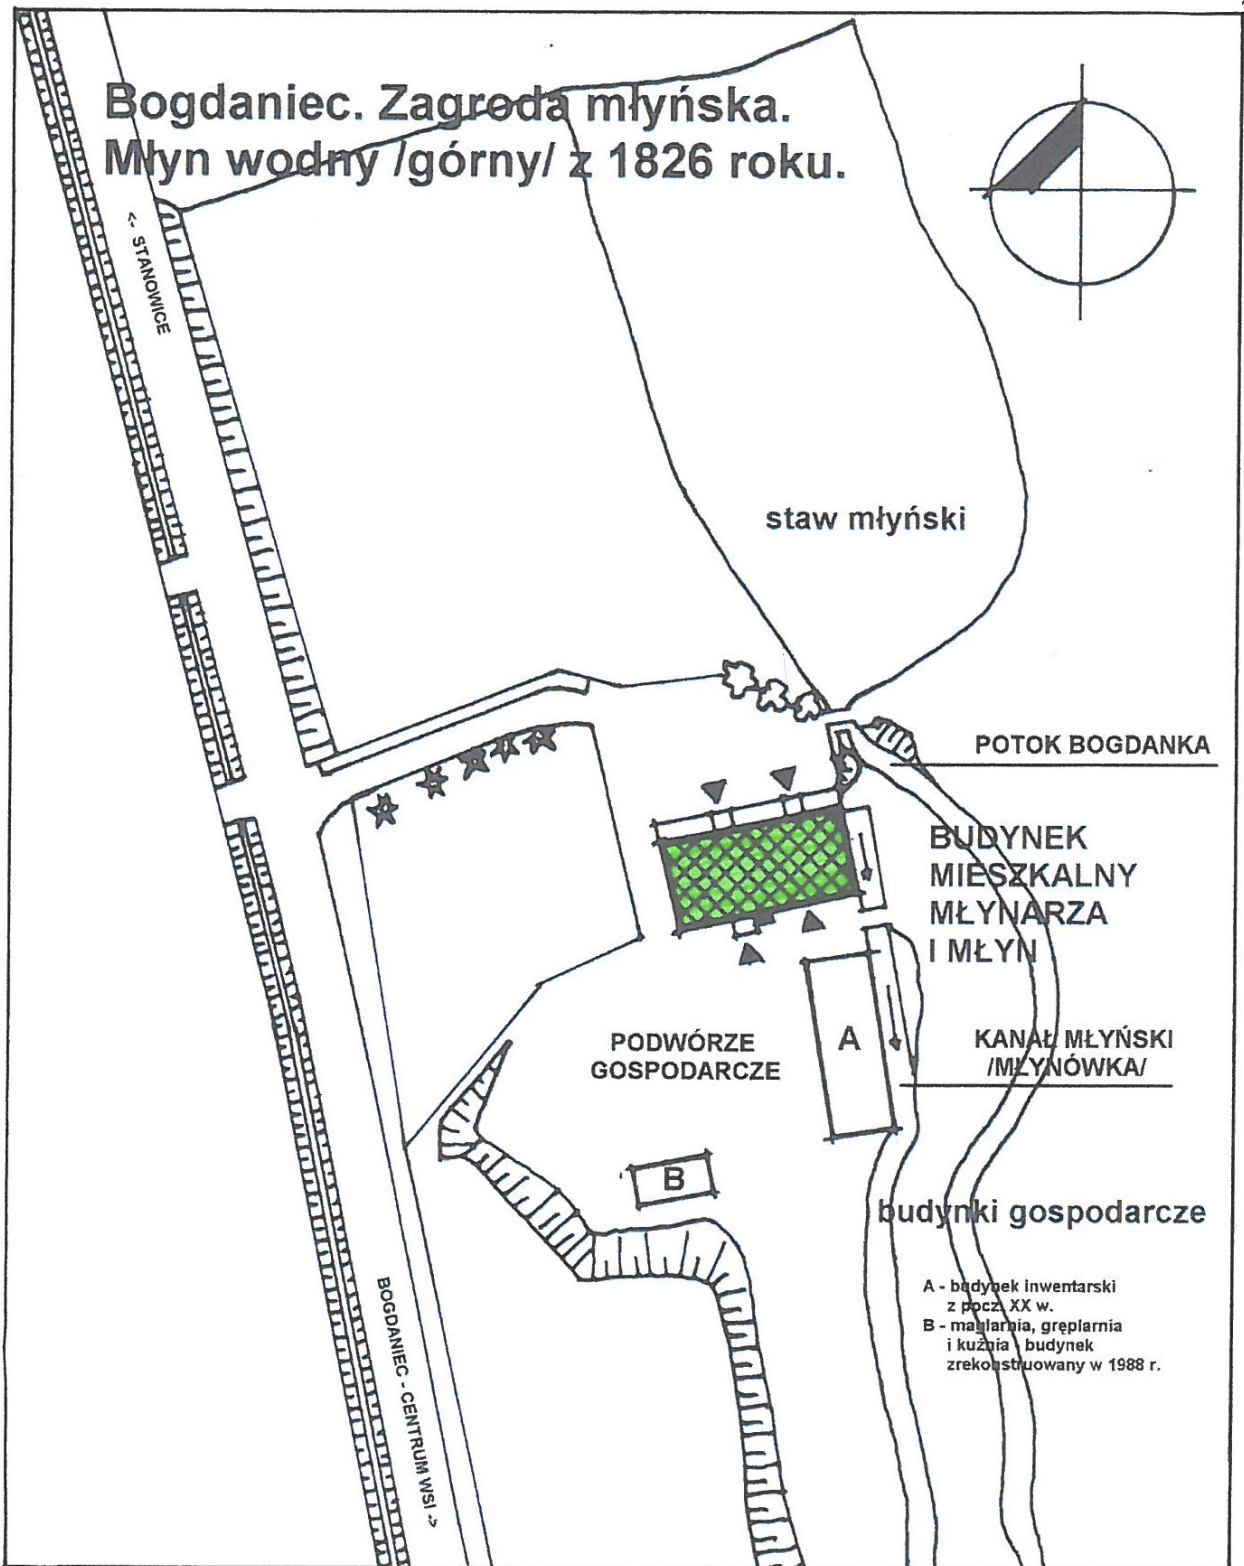 Bogdaniec. Zagroda młyńska.
Młyn wodny /górny/ z 1826 roku.
<- STANOWICE
staw młyński
POTOK BOGDANKA
BUDYNEK
MIESZKALNY
MŁYNARZA
I MŁYN
PODWÓRZE
GOSPODARCZE
A
KANAŁ MŁYŃSKI
/MŁYNÓWKA/
B
budynki gospodarcze
A - budynek inwentarski
z pocz. XX w.
B - maglarnia, gręplarnia
i kuźnia - budynek
zrekonstruowany w 1988 r.
BOGDANIEC - CENTRUM WSI ->